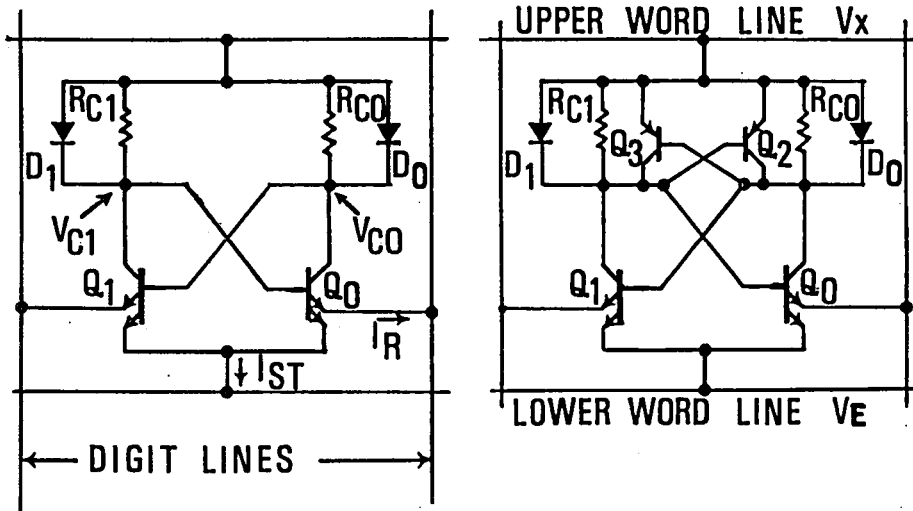 UPPER WORD LINE VX
RC1 RC0
D1 D0
VC1 VC0
Q1 Q0
IR
IST
DIGIT LINES
RC1 RC0
Q3 Q2
D1 D0
Q1 Q0
LOWER WORD LINE VE